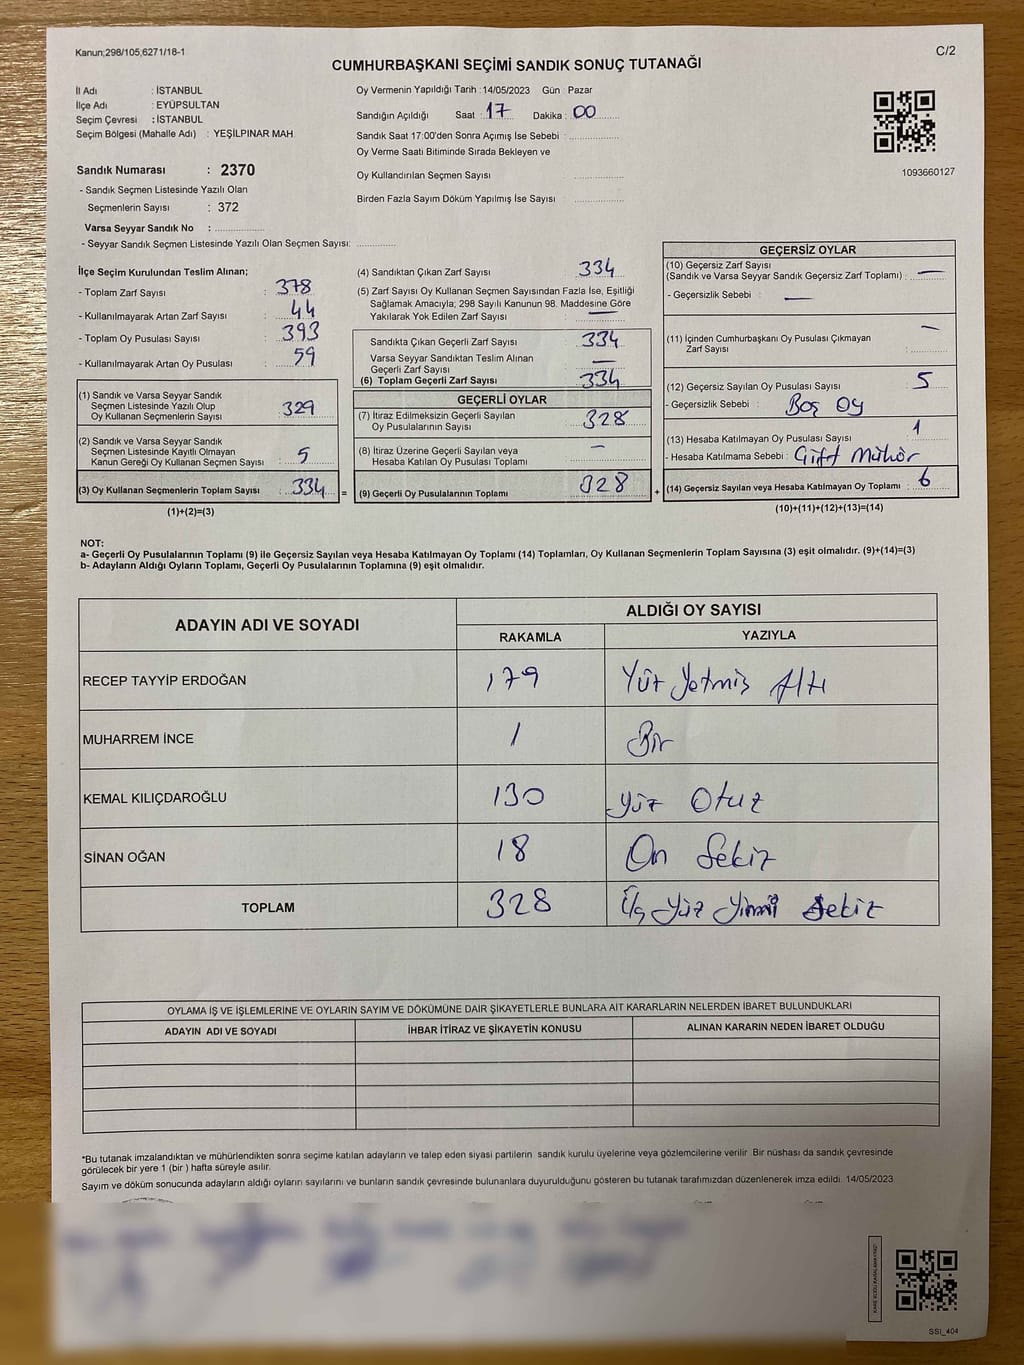 Kanun;298/105,6271/18-1
C/2
CUMHURBAŞKANI SEÇİMİ SANDIK SONUÇ TUTANAĞI
İl Adı : İSTANBUL
İlçe Adı : EYÜPSULTAN
Seçim Çevresi : İSTANBUL
Seçim Bölgesi (Mahalle Adı) : YEŞİLPINAR MAH.
Oy Vermenin Yapıldığı Tarih : 14/05/2023 Gün : Pazar
Sandığın Açıldığı Saat : 17 Dakika : 00
Sandık Saat 17:00'den Sonra Açımış İse Sebebi :
Oy Verme Saati Bitiminde Sırada Bekleyen ve
Oy Kullandırılan Seçmen Sayısı
Birden Fazla Sayım Döküm Yapılmış İse Sayısı
1093660127
Sandık Numarası : 2370
- Sandık Seçmen Listesinde Yazılı Olan
Seçmenlerin Sayısı : 372
Varsa Seyyar Sandık No :
- Seyyar Sandık Seçmen Listesinde Yazılı Olan Seçmen Sayısı:
İlçe Seçim Kurulundan Teslim Alınan;
- Toplam Zarf Sayısı : 378
- Kullanılmayarak Artan Zarf Sayısı : 44
- Toplam Oy Pusulası Sayısı : 393
- Kullanılmayarak Artan Oy Pusulası : 59
(1) Sandık ve Varsa Seyyar Sandık
Seçmen Listesinde Yazılı Olup
Oy Kullanan Seçmenlerin Sayısı : 329
(2) Sandık ve Varsa Seyyar Sandık
Seçmen Listesinde Kayıtlı Olmayan
Kanun Gereği Oy Kullanan Seçmen Sayısı : 5
(3) Oy Kullanan Seçmenlerin Toplam Sayısı : 334 =
(1)+(2)=(3)
(4) Sandıktan Çıkan Zarf Sayısı : 334
(5) Zarf Sayısı Oy Kullanan Seçmen Sayısından Fazla İse, Eşitliği
Sağlamak Amacıyla; 298 Sayılı Kanunun 98. Maddesine Göre
Yakılarak Yok Edilen Zarf Sayısı : —
Sandıkta Çıkan Geçerli Zarf Sayısı : 334
Varsa Seyyar Sandıktan Teslim Alınan
Geçerli Zarf Sayısı : —
(6) Toplam Geçerli Zarf Sayısı : 334
GEÇERLİ OYLAR
(7) İtiraz Edilmeksizin Geçerli Sayılan
Oy Pusulalarının Sayısı : 328
(8) İtiraz Üzerine Geçerli Sayılan veya
Hesaba Katılan Oy Pusulası Toplamı : —
(9) Geçerli Oy Pusulalarının Toplamı : 328 +
GEÇERSİZ OYLAR
(10) Geçersiz Zarf Sayısı
(Sandık ve Varsa Seyyar Sandık Geçersiz Zarf Toplamı) : —
- Geçersizlik Sebebi : —
(11) İçinden Cumhurbaşkanı Oy Pusulası Çıkmayan
Zarf Sayısı : —
(12) Geçersiz Sayılan Oy Pusulası Sayısı : 5
- Geçersizlik Sebebi : Boş Oy
(13) Hesaba Katılmayan Oy Pusulası Sayısı : 1
- Hesaba Katılmama Sebebi : Çift Mühür
(14) Geçersiz Sayılan veya Hesaba Katılmayan Oy Toplamı : 6
(10)+(11)+(12)+(13)=(14)
NOT:
a- Geçerli Oy Pusulalarının Toplamı (9) ile Geçersiz Sayılan veya Hesaba Katılmayan Oy Toplamı (14) Toplamları, Oy Kullanan Seçmenlerin Toplam Sayısına (3) eşit olmalıdır. (9)+(14)=(3)
b- Adayların Aldığı Oyların Toplamı, Geçerli Oy Pusulalarının Toplamına (9) eşit olmalıdır.
ADAYIN ADI VE SOYADI ALDIĞI OY SAYISI
RAKAMLA YAZIYLA
RECEP TAYYİP ERDOĞAN 179 Yüz Yetmiş Altı
MUHARREM İNCE 1 Bir
KEMAL KILIÇDAROĞLU 130 Yüz Otuz
SİNAN OĞAN 18 On Sekiz
TOPLAM 328 Üç Yüz Yirmi Sekiz
OYLAMA İŞ VE İŞLEMLERİNE VE OYLARIN SAYIM VE DÖKÜMÜNE DAİR ŞİKAYETLERLE BUNLARA AİT KARARLARIN NELERDEN İBARET BULUNDUKLARI
ADAYIN ADI VE SOYADI İHBAR İTİRAZ VE ŞİKAYETİN KONUSU ALINAN KARARIN NEDEN İBARET OLDUĞU
*Bu tutanak imzalandıktan ve mühürlendikten sonra seçime katılan adayların ve talep eden siyasi partilerin sandık kurulu üyelerine veya gözlemcilerine verilir. Bir nüshası da sandık çevresinde
görülecek bir yere 1 (bir) hafta süreyle asılır.
Sayım ve döküm sonucunda adayların aldığı oyların sayılarını ve bunların sandık çevresinde bulunanlara duyurulduğunu gösteren bu tutanak tarafımızdan düzenlenerek imza edildi. 14/05/2023
SSI_404